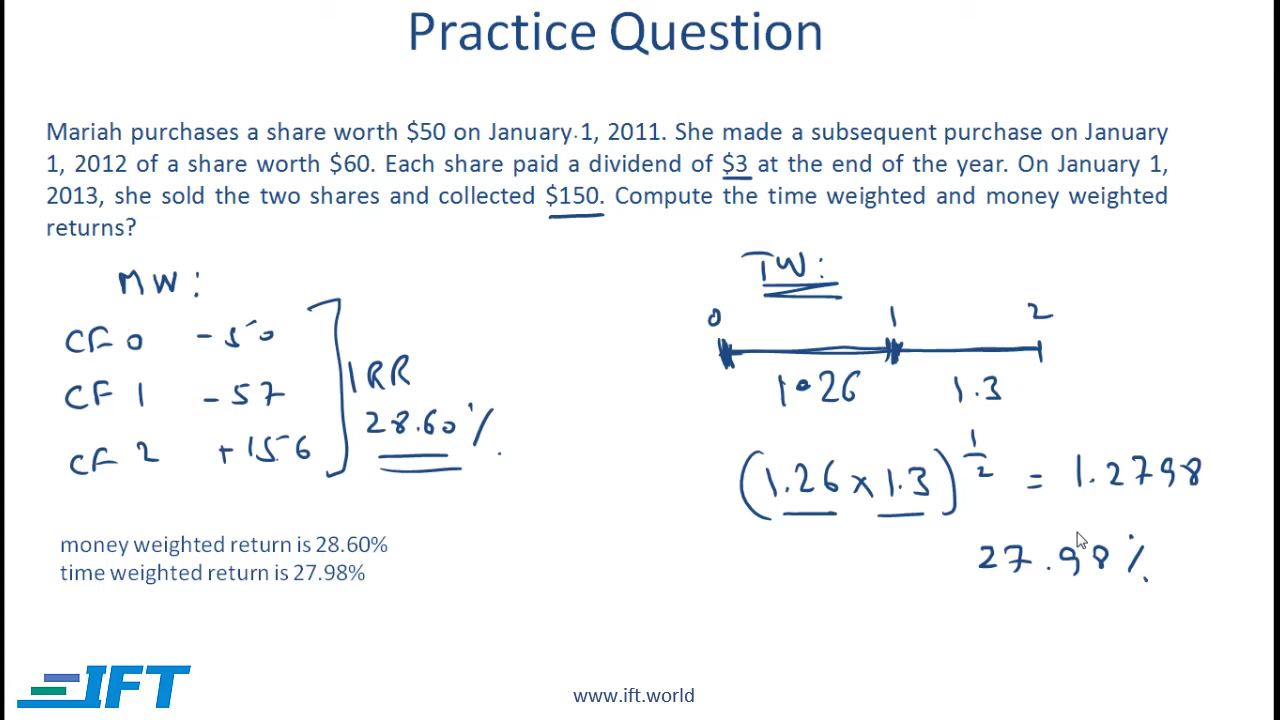 Practice Question
Mariah purchases a share worth $50 on January 1, 2011. She made a subsequent purchase on January
1, 2012 of a share worth $60. Each share paid a dividend of $3 at the end of the year. On January 1,
2013, she sold the two shares and collected $150. Compute the time weighted and money weighted
returns?
MW:
CF 0 -50
CF 1 -57
CF 2 +156
IRR
28.60%
money weighted return is 28.60%
time weighted return is 27.98%
TW:
0 1 2
1.26 1.3
(1.26 x 1.3)^1/2 = 1.2798
27.98%
IFT
www.ift.world